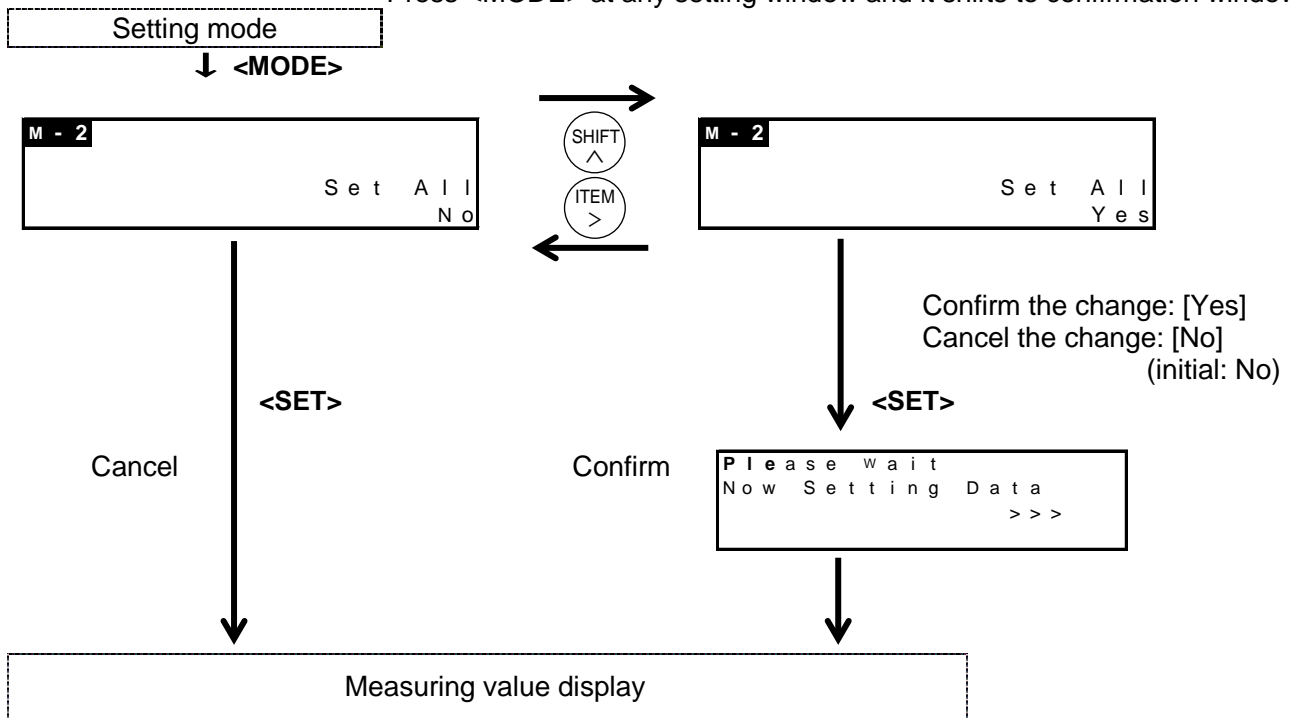 Press <MODE> at any setting window and it shifts to confirmation window
Setting mode
↓ <MODE>
M - 2
Set All
No
SHIFT
ITEM
>
M - 2
Set All
Yes
Confirm the change: [Yes]
Cancel the change: [No]
(initial: No)
<SET>
<SET>
Cancel
Confirm
Please wait
Now Setting Data
>>>
Measuring value display